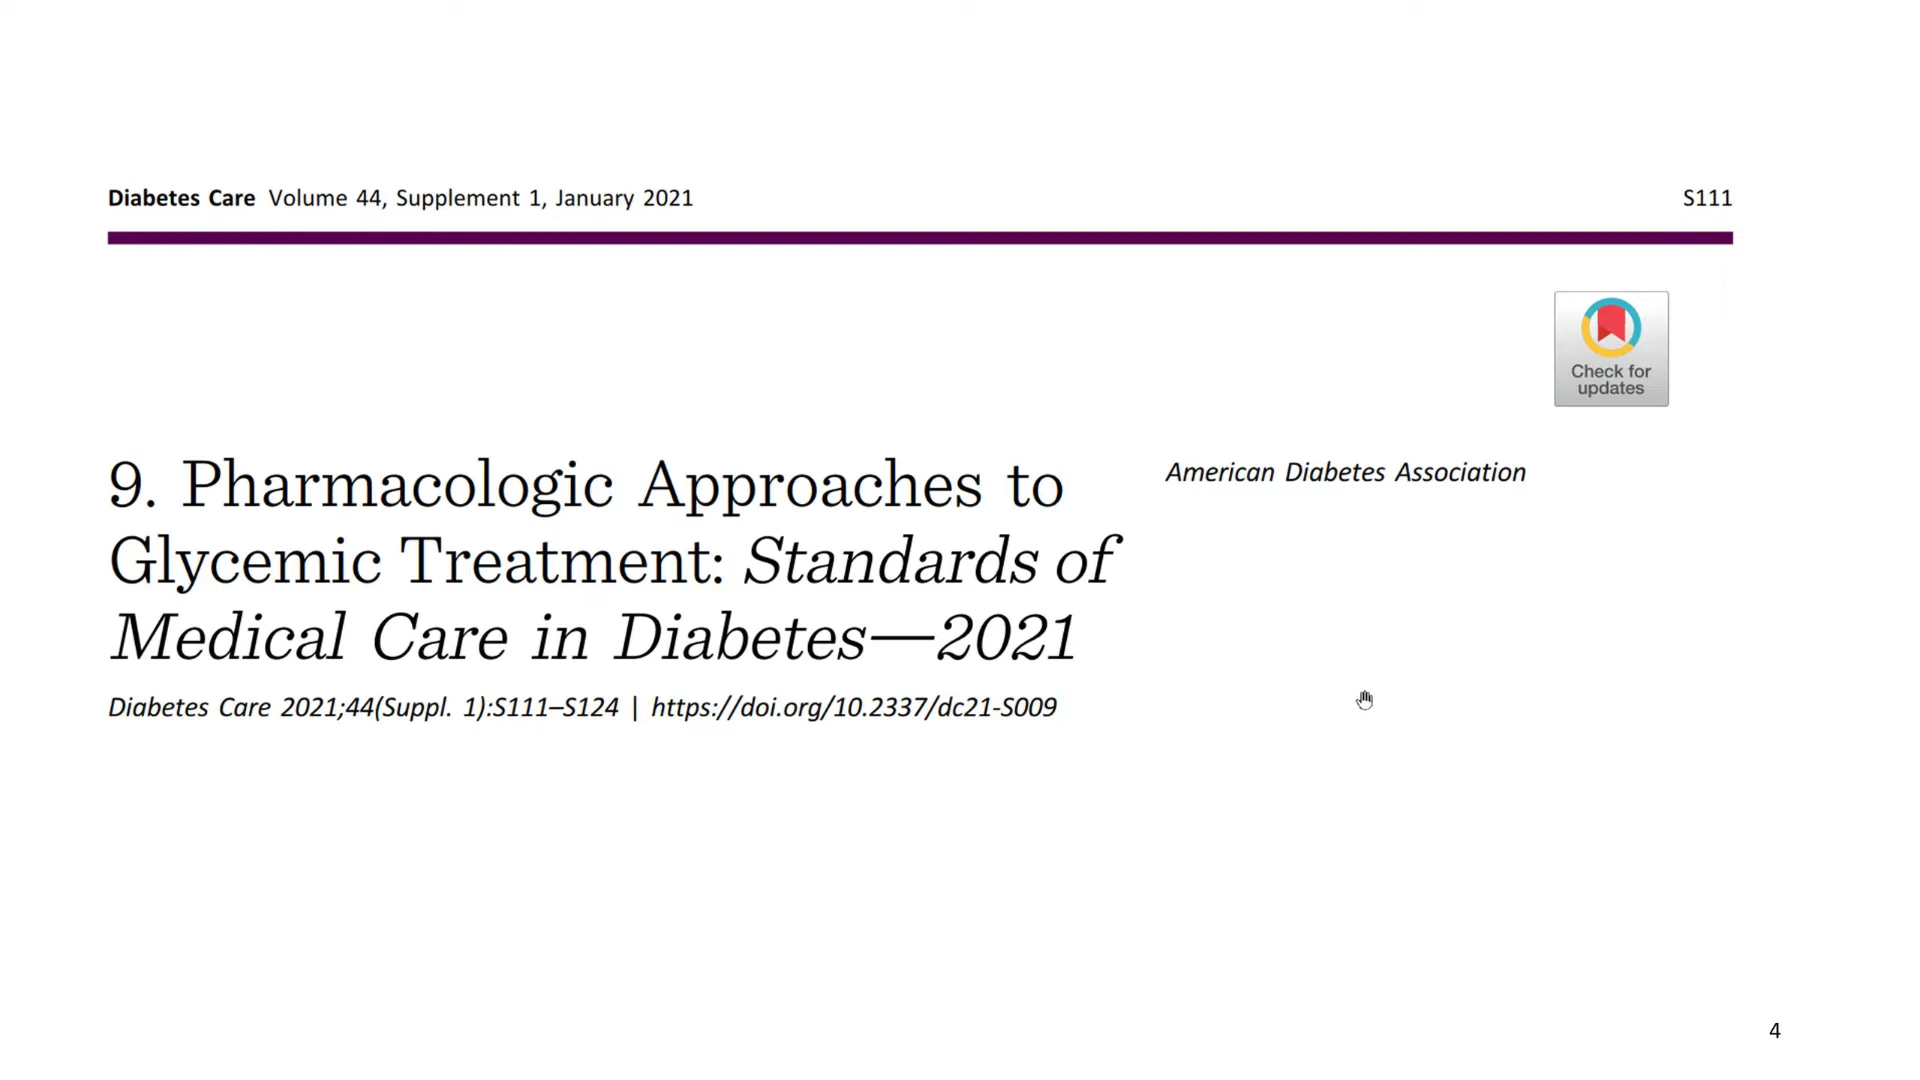 Diabetes Care Volume 44, Supplement 1, January 2021 S111
Check for
updates
9. Pharmacologic Approaches to
Glycemic Treatment: Standards of
Medical Care in Diabetes—2021
American Diabetes Association
Diabetes Care 2021;44(Suppl. 1):S111–S124 | https://doi.org/10.2337/dc21-S009
4